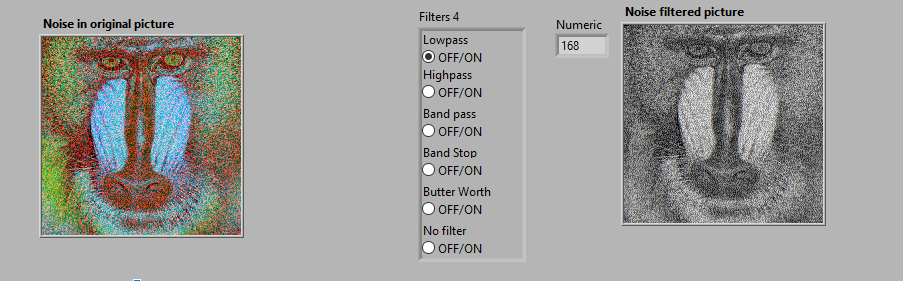 Noise in original picture
Filters 4
Lowpass
OFF/ON
Highpass
OFF/ON
Band pass
OFF/ON
Band Stop
OFF/ON
Butter Worth
OFF/ON
No filter
OFF/ON
Numeric
168
Noise filtered picture